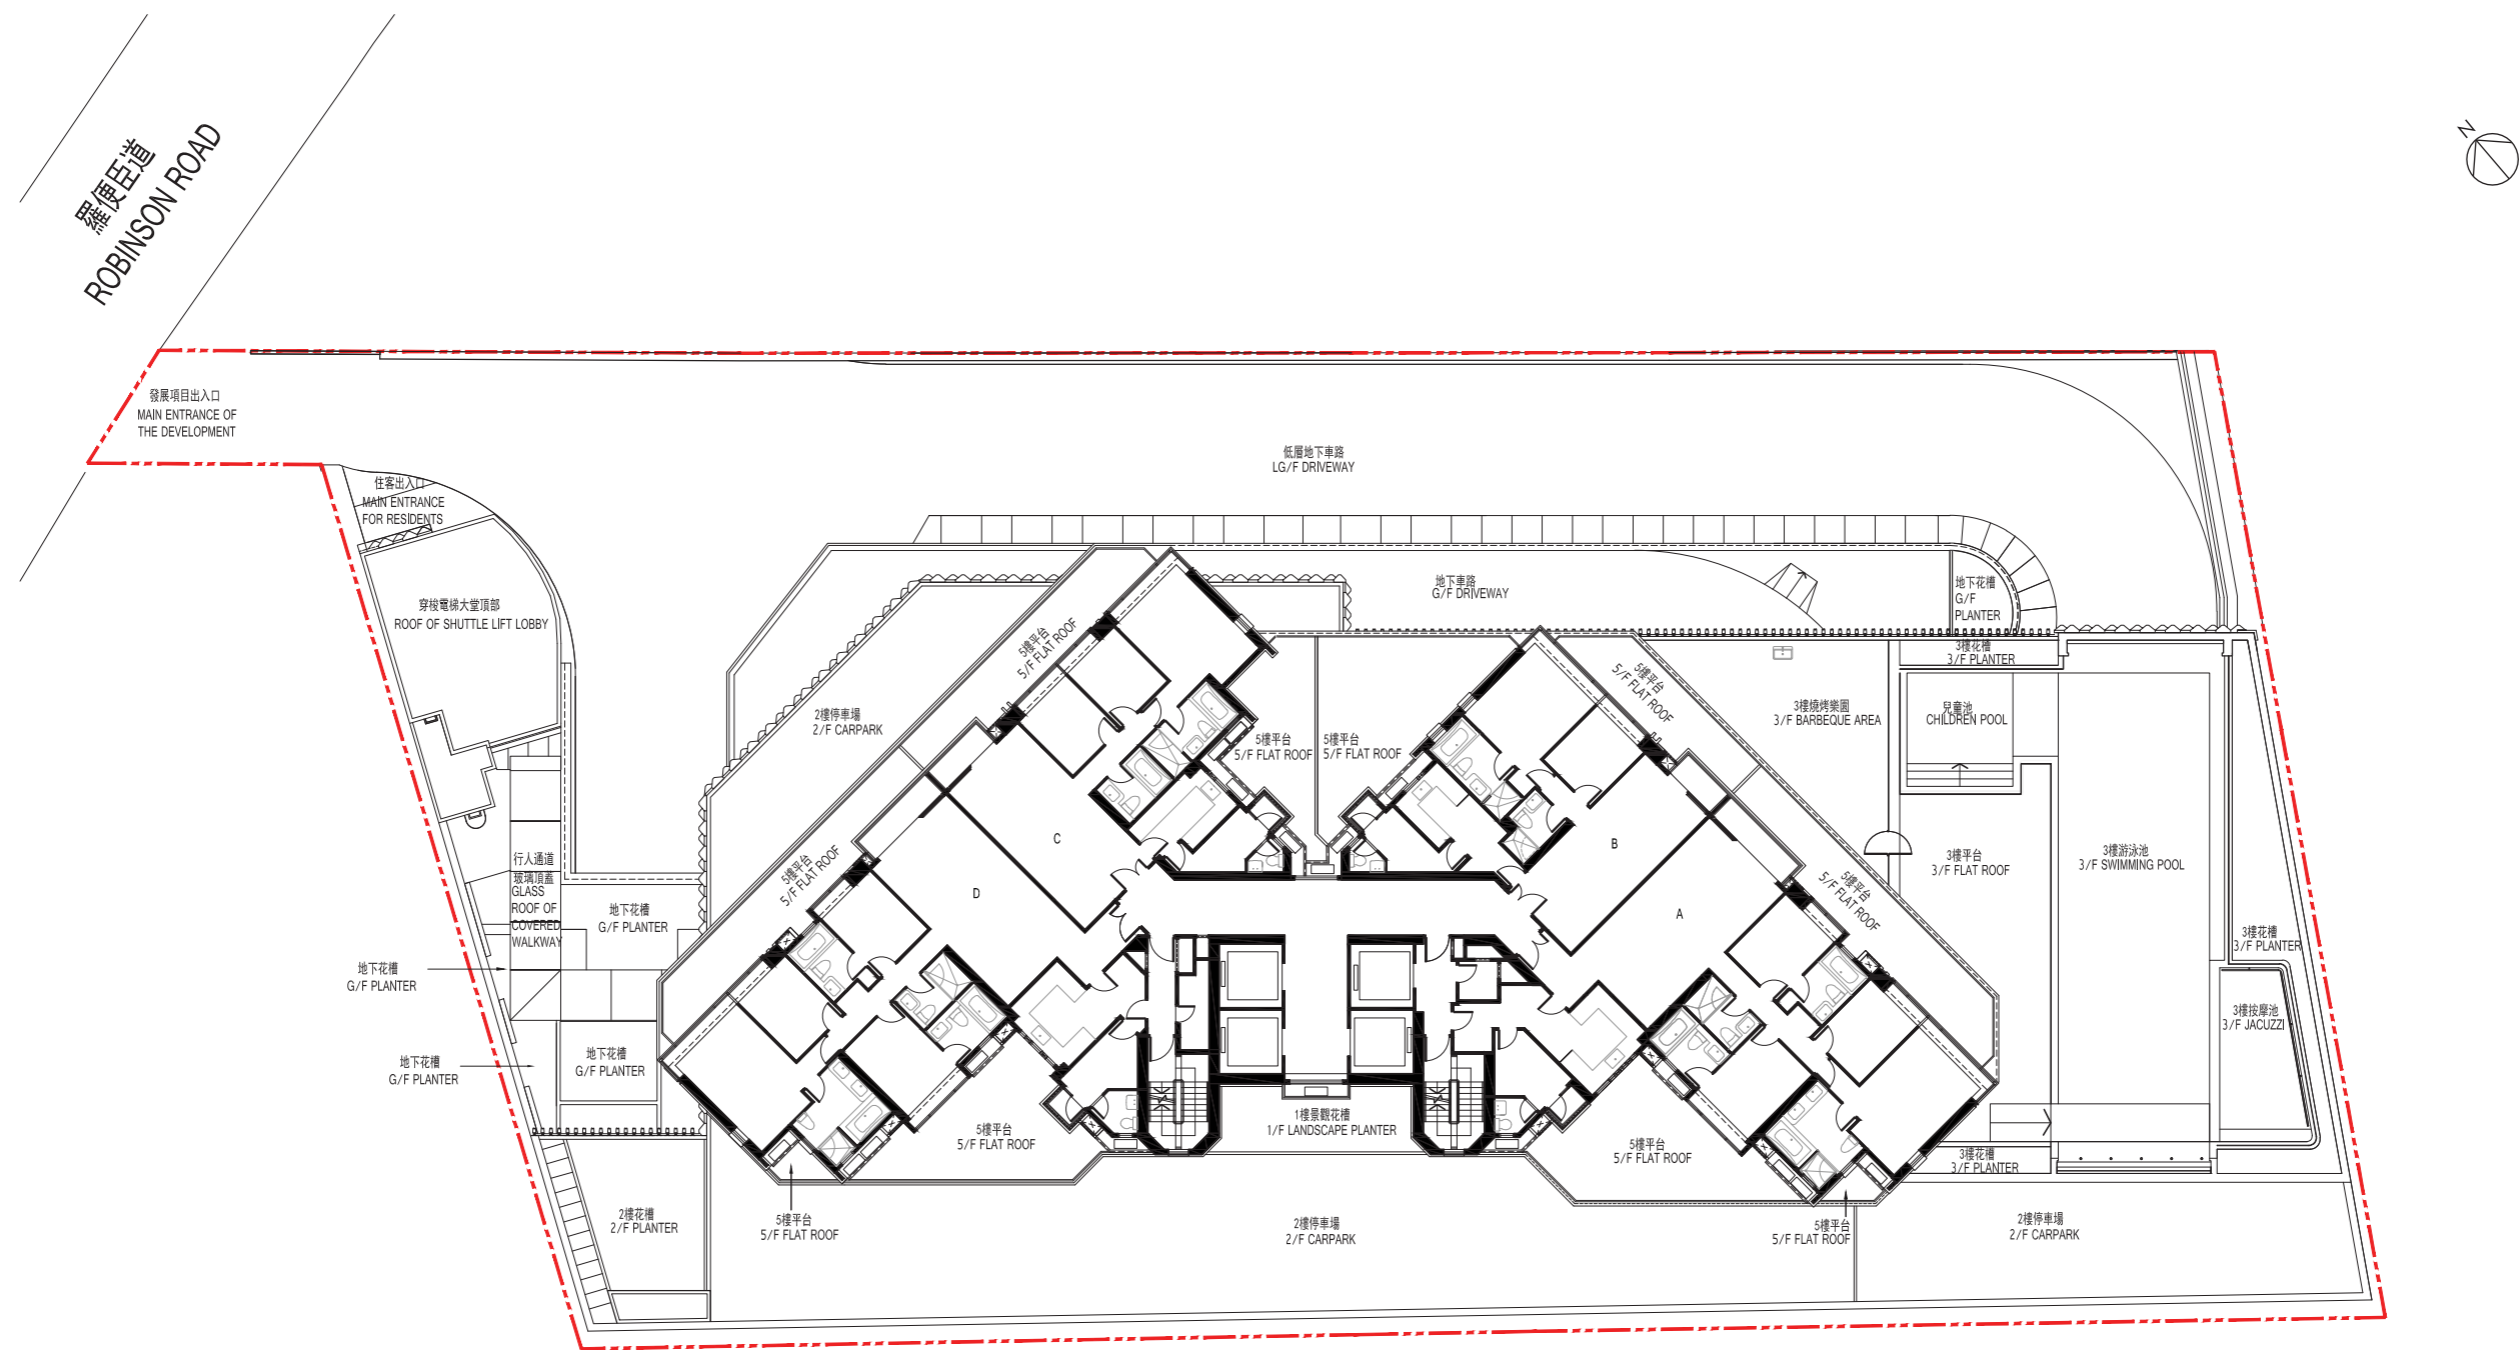 羅便臣道
ROBINSON ROAD
N
發展項目出入口
MAIN ENTRANCE OF
THE DEVELOPMENT
低層地下車路
LG/F DRIVEWAY
住客出入口
MAIN ENTRANCE
FOR RESIDENTS
穿梭電梯大堂頂部
ROOF OF SHUTTLE LIFT LOBBY
地下車路
G/F DRIVEWAY
地下花槽
G/F
PLANTER
5樓平台
5/F FLAT ROOF
5樓平台
5/F FLAT ROOF
3樓花槽
3/F PLANTER
2樓停車場
2/F CARPARK
5樓平台
5/F FLAT ROOF
5樓平台
5/F FLAT ROOF
3樓燒烤樂園
3/F BARBEQUE AREA
兒童池
CHILDREN POOL
C
B
3樓平台
3/F FLAT ROOF
3樓游泳池
3/F SWIMMING POOL
5樓平台
5/F FLAT ROOF
5樓平台
5/F FLAT ROOF
D
A
行人通道
玻璃頂蓋
GLASS
ROOF OF
COVERED
WALKWAY
地下花槽
G/F PLANTER
3樓花槽
3/F PLANTER
地下花槽
G/F PLANTER
3樓按摩池
3/F JACUZZI
地下花槽
G/F PLANTER
地下花槽
G/F PLANTER
5樓平台
5/F FLAT ROOF
1樓景觀花槽
1/F LANDSCAPE PLANTER
5樓平台
5/F FLAT ROOF
3樓花槽
3/F PLANTER
2樓花槽
2/F PLANTER
5樓平台
5/F FLAT ROOF
2樓停車場
2/F CARPARK
5樓平台
5/F FLAT ROOF
2樓停車場
2/F CARPARK